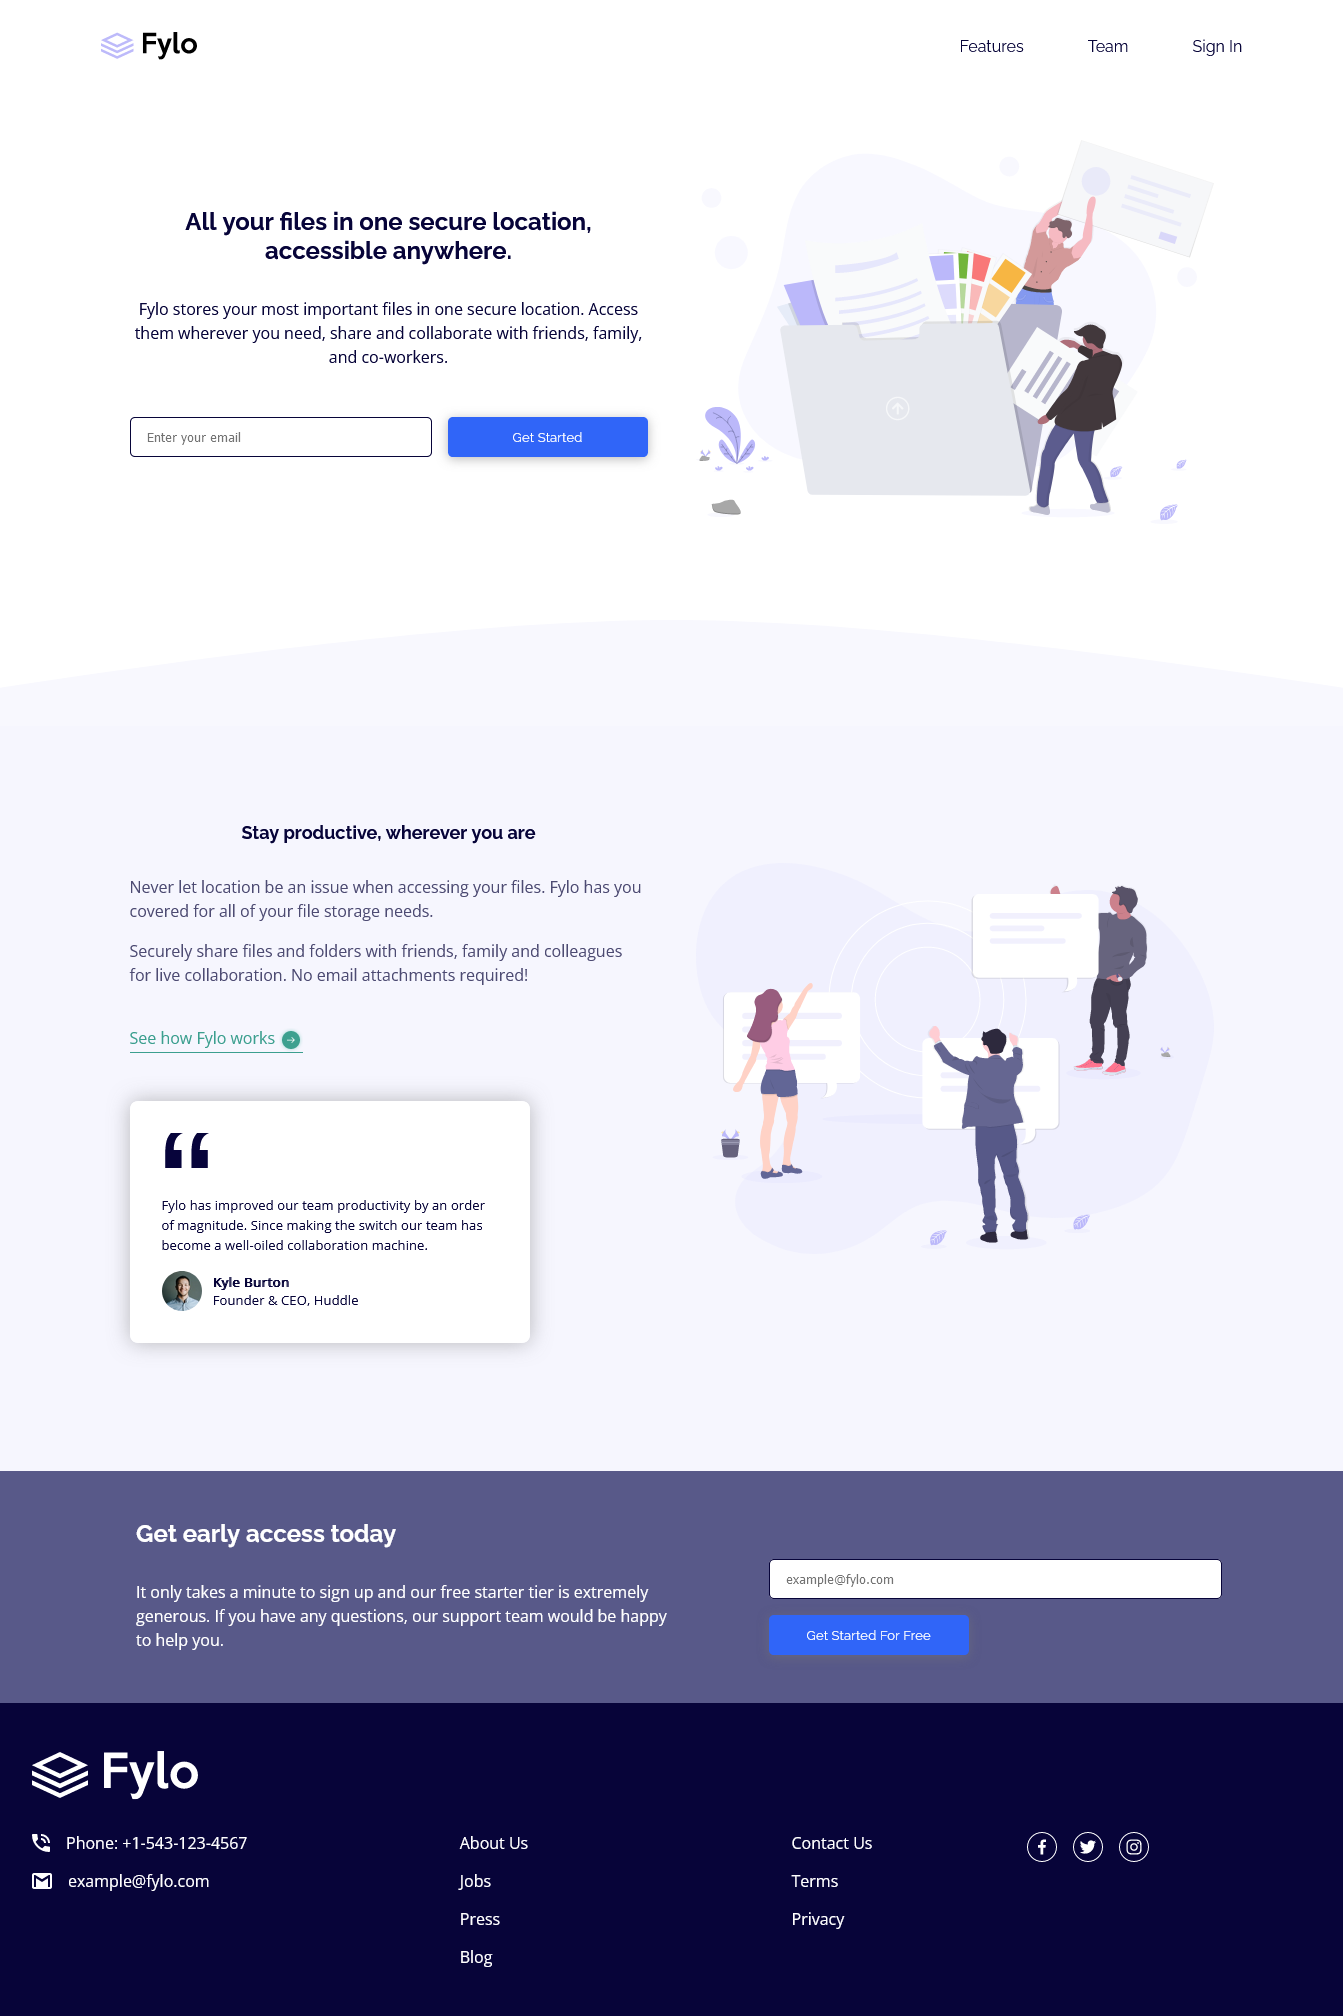 Fylo
Features
Team
Sign In
All your files in one secure location,
accessible anywhere.
Fylo stores your most important files in one secure location. Access
them wherever you need, share and collaborate with friends, family,
and co-workers.
Enter your email
Get Started
Stay productive, wherever you are
Never let location be an issue when accessing your files. Fylo has you
covered for all of your file storage needs.
Securely share files and folders with friends, family and colleagues
for live collaboration. No email attachments required!
See how Fylo works
“
Fylo has improved our team productivity by an order
of magnitude. Since making the switch our team has
become a well-oiled collaboration machine.
Kyle Burton
Founder & CEO, Huddle
Get early access today
It only takes a minute to sign up and our free starter tier is extremely
generous. If you have any questions, our support team would be happy
to help you.
example@fylo.com
Get Started For Free
Fylo
Phone: +1-543-123-4567
example@fylo.com
About Us
Jobs
Press
Blog
Contact Us
Terms
Privacy